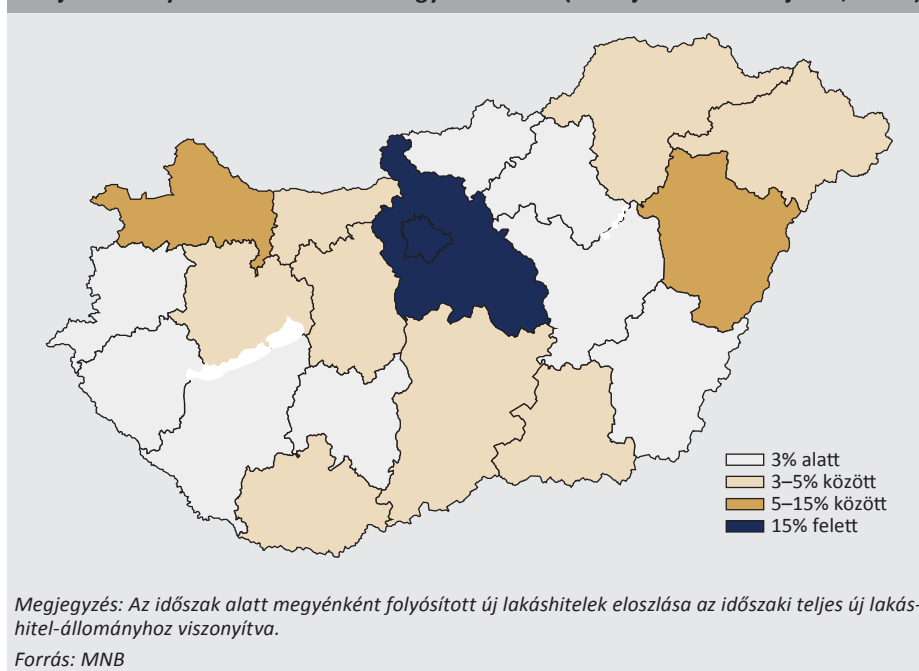 3% alatt
3–5% között
5–15% között
15% felett
Megjegyzés: Az időszak alatt megyénként folyósított új lakáshitelek eloszlása az időszaki teljes új lakás-
hitel-állományhoz viszonyítva.
Forrás: MNB